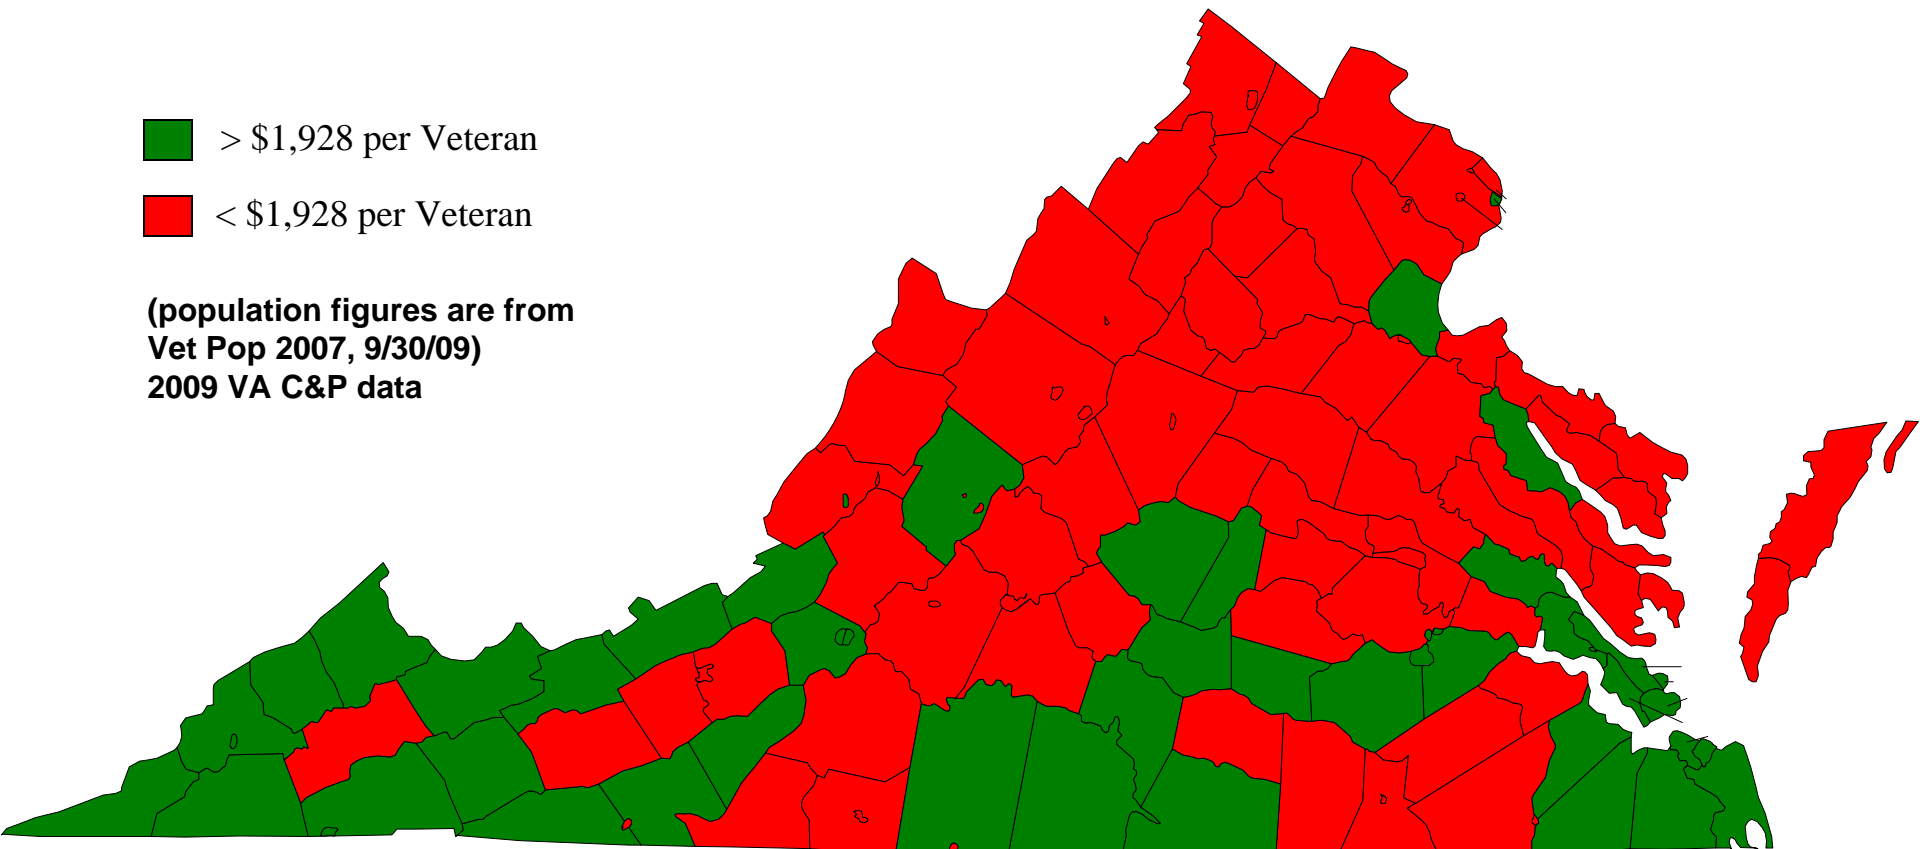 > $1,928 per Veteran
< $1,928 per Veteran
(population figures are from
Vet Pop 2007, 9/30/09)
2009 VA C&P data